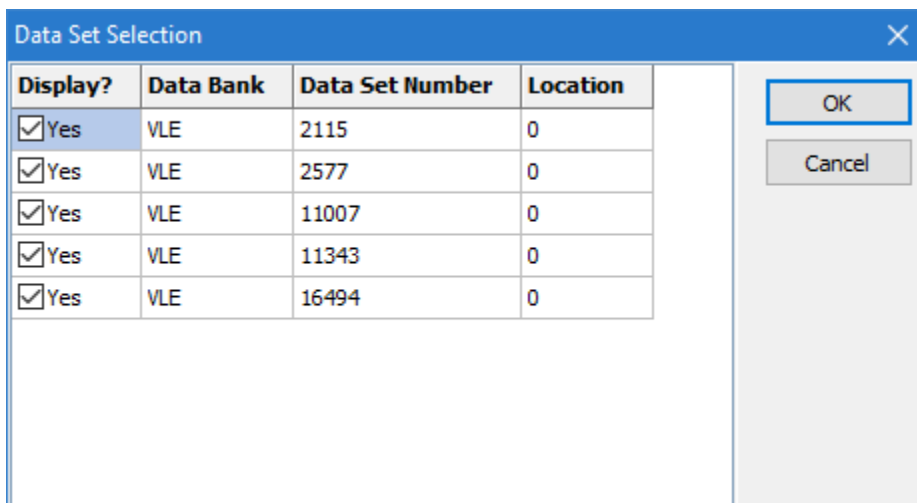 Data Set Selection
Display? Data Bank Data Set Number Location
OK
Yes VLE 2115 0
Cancel
Yes VLE 2577 0
Yes VLE 11007 0
Yes VLE 11343 0
Yes VLE 16494 0